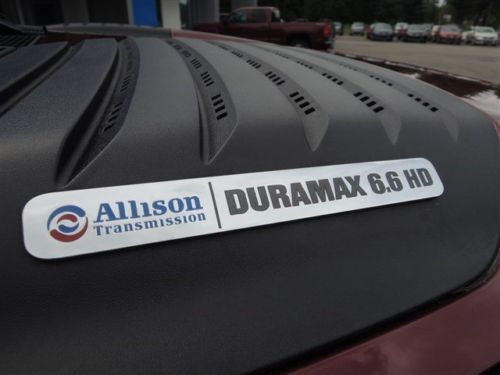 Allison
Transmission
DURAMAX 6.6 HD